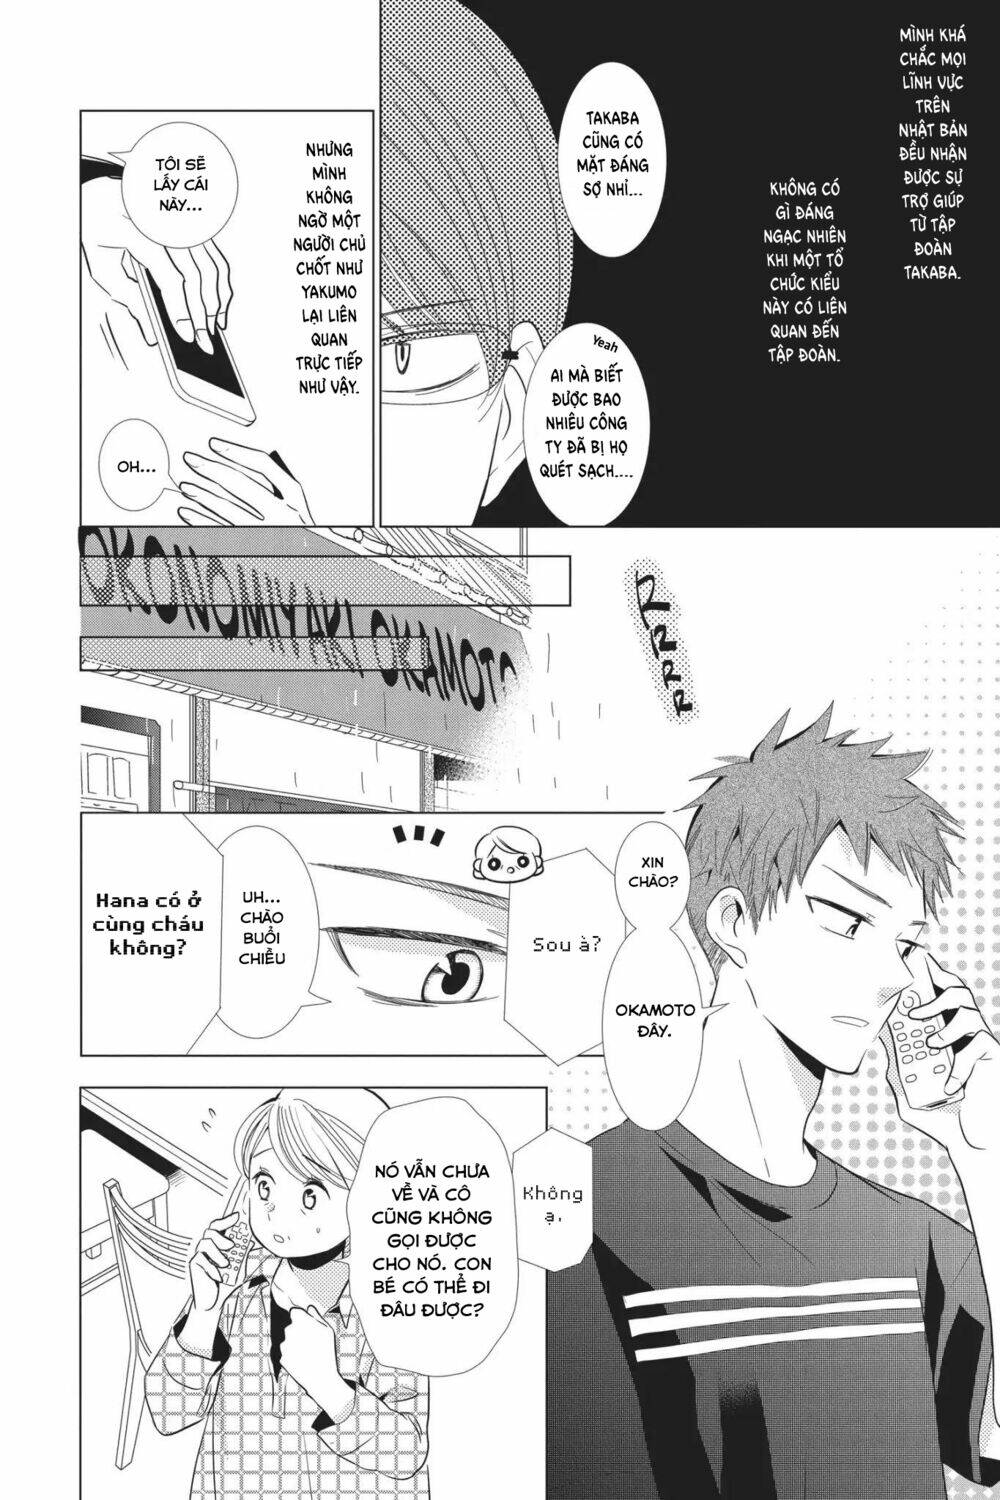 MÌNH KHÁ
CHẮC MỌI
LĨNH VỰC
TRÊN
NHẬT BẢN
ĐỀU NHẬN
ĐƯỢC SỰ
TRỢ GIÚP
TỪ TẬP
ĐOÀN
TAKABA.
KHÔNG CÓ
GÌ ĐÁNG
NGẠC NHIÊN
KHI MỘT TỔ
CHỨC KIỂU
NÀY CÓ LIÊN
QUAN ĐẾN
TẬP ĐOÀN.
TAKABA
CŨNG CÓ
MẶT ĐÁNG
SỢ NHỈ...
Yeah
AI MÀ BIẾT
ĐƯỢC BAO
NHIÊU CÔNG
TY ĐÃ BỊ HỌ
QUÉT SẠCH....
NHƯNG
MÌNH
KHÔNG
NGỜ MỘT
NGƯỜI CHỦ
CHỐT NHƯ
YAKUMO
LẠI LIÊN
QUAN
TRỰC TIẾP
NHƯ VẬY.
TÔI SẼ
LẤY CÁI
NÀY...
OH...
OKONOMIYAKI OKAMOTO
RRRRR
XIN
CHÀO?
OKAMOTO
ĐÂY.
Sou à?
UH...
CHÀO
BUỔI
CHIỀU
Hana có ở
cùng cháu
không?
Không
ạ.
NÓ VẪN CHƯA
VỀ VÀ CÔ
CŨNG KHÔNG
GỌI ĐƯỢC
CHO NÓ. CON
BÉ CÓ THỂ ĐI
ĐÂU ĐƯỢC?